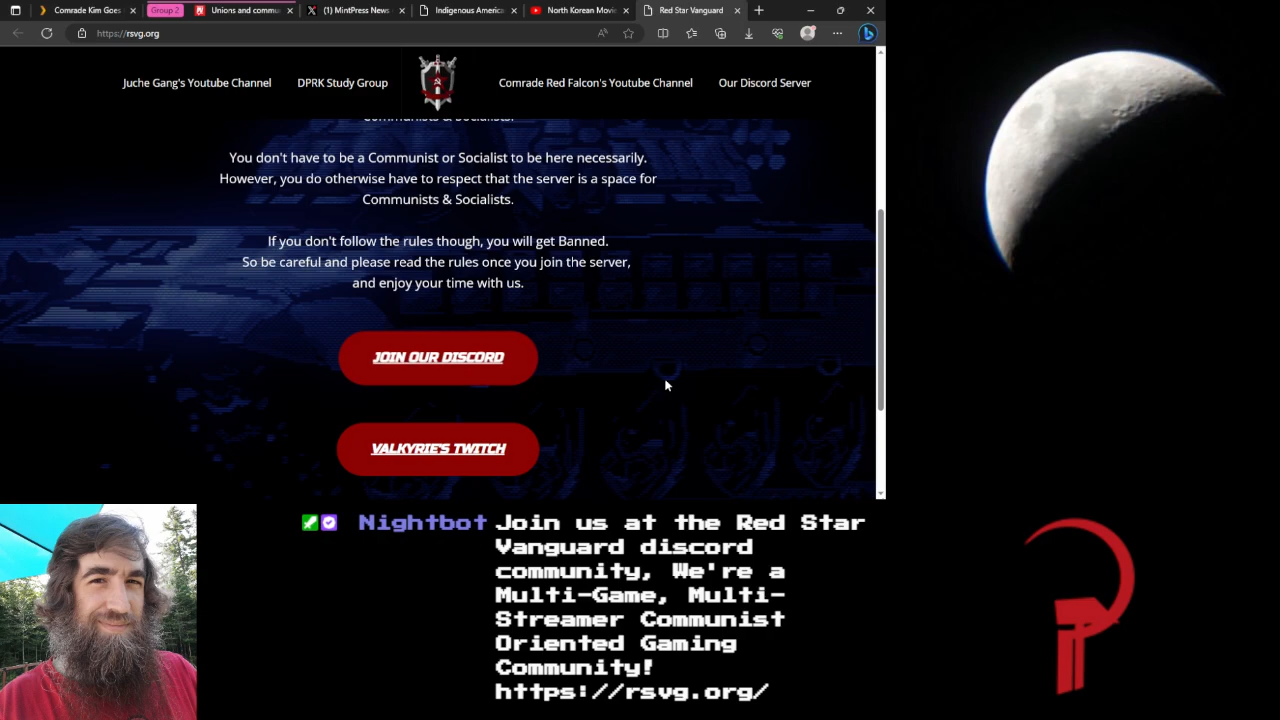 Comrade Kim Goes
Group 2
Unions and commu
(1) MintPress News
Indigenous America
North Korean Movi
Red Star Vanguard
https://rsvg.org
Juche Gang's Youtube Channel
DPRK Study Group
Comrade Red Falcon's Youtube Channel
Our Discord Server
Communists & Socialists.
You don't have to be a Communist or Socialist to be here necessarily.
However, you do otherwise have to respect that the server is a space for
Communists & Socialists.
If you don't follow the rules though, you will get Banned.
So be careful and please read the rules once you join the server,
and enjoy your time with us.
JOIN OUR DISCORD
VALKYRIE'S TWITCH
Nightbot Join us at the Red Star
Vanguard discord
community, We're a
Multi-Game, Multi-
Streamer Communist
Oriented Gaming
Community!
https://rsvg.org/